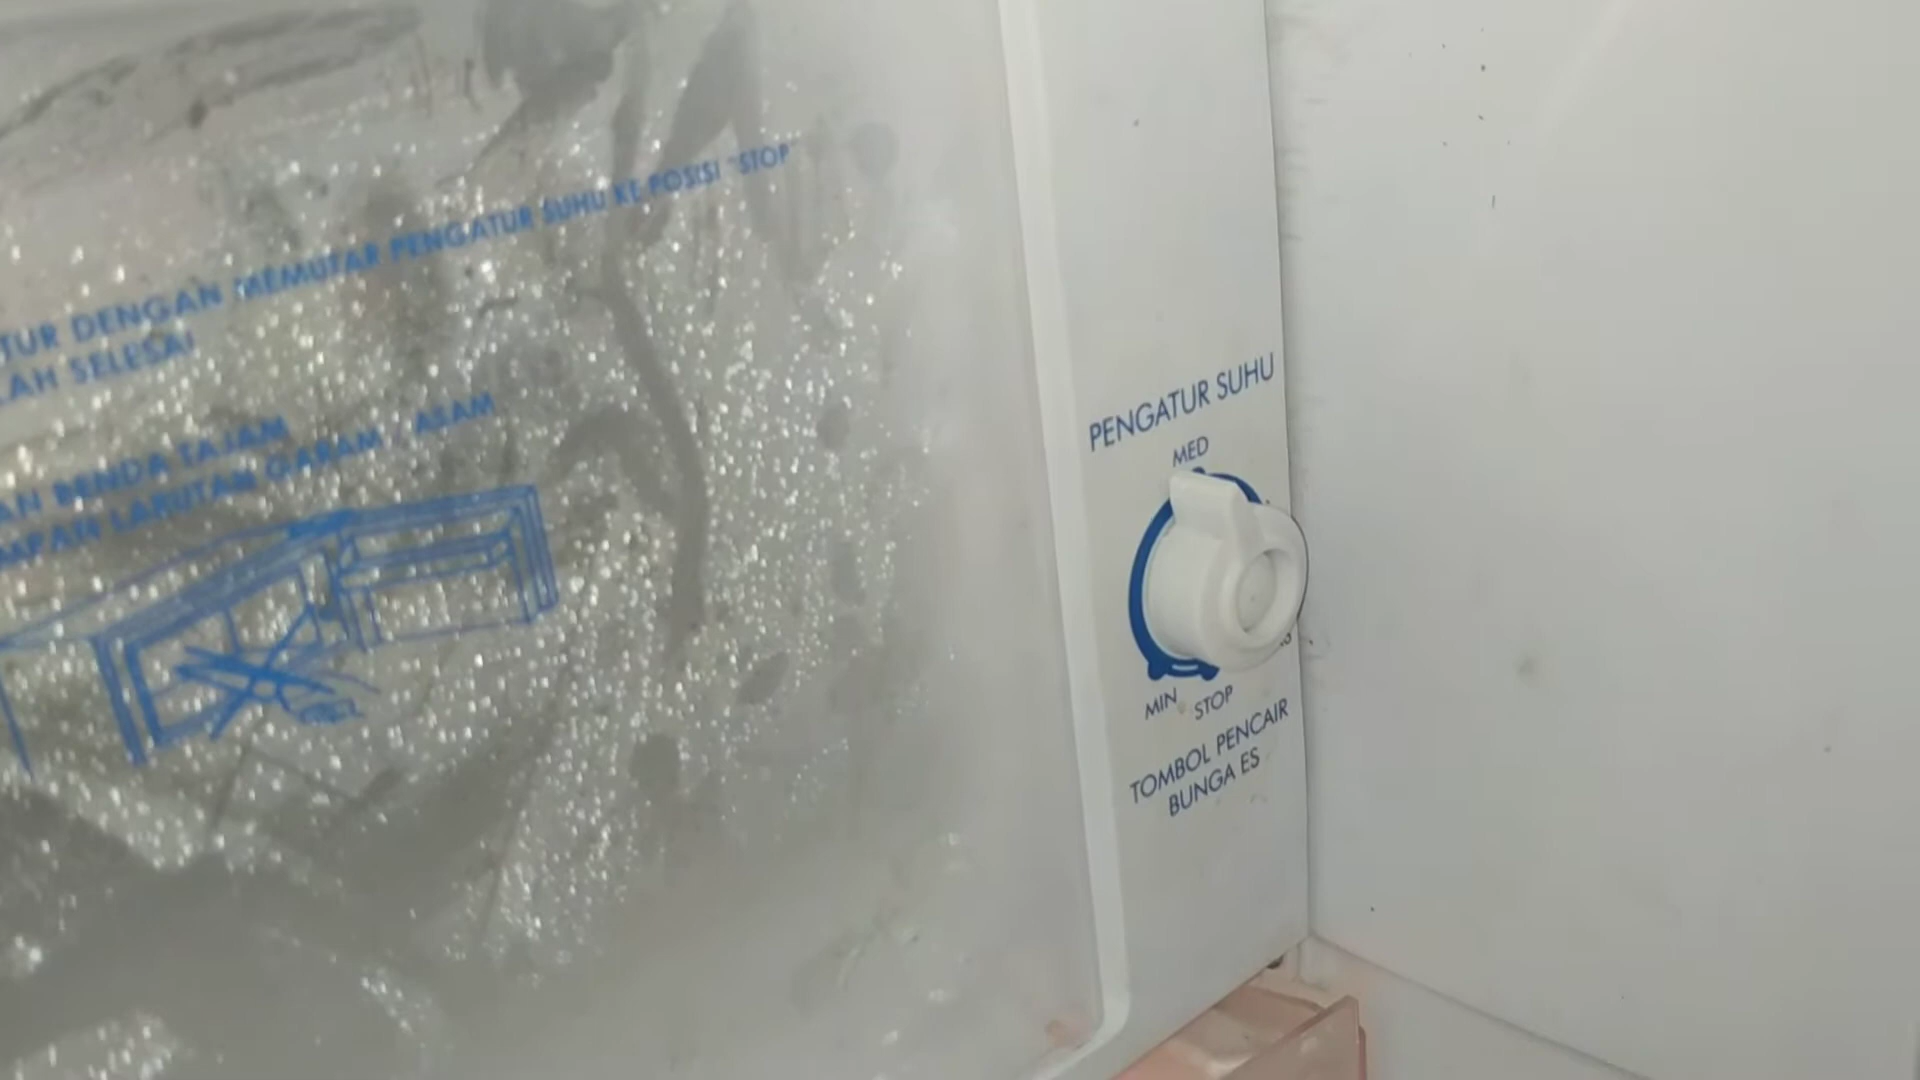 TUR DENGAN MEMUTAR PENGATUR SUHU KE POSISI "STOP"
LAH SELESAI
AN BENDA TAJAM
MPAN LARUTAN GARAM , ASAM
PENGATUR SUHU
MED
MIN STOP
TOMBOL PENCAIR
BUNGA ES